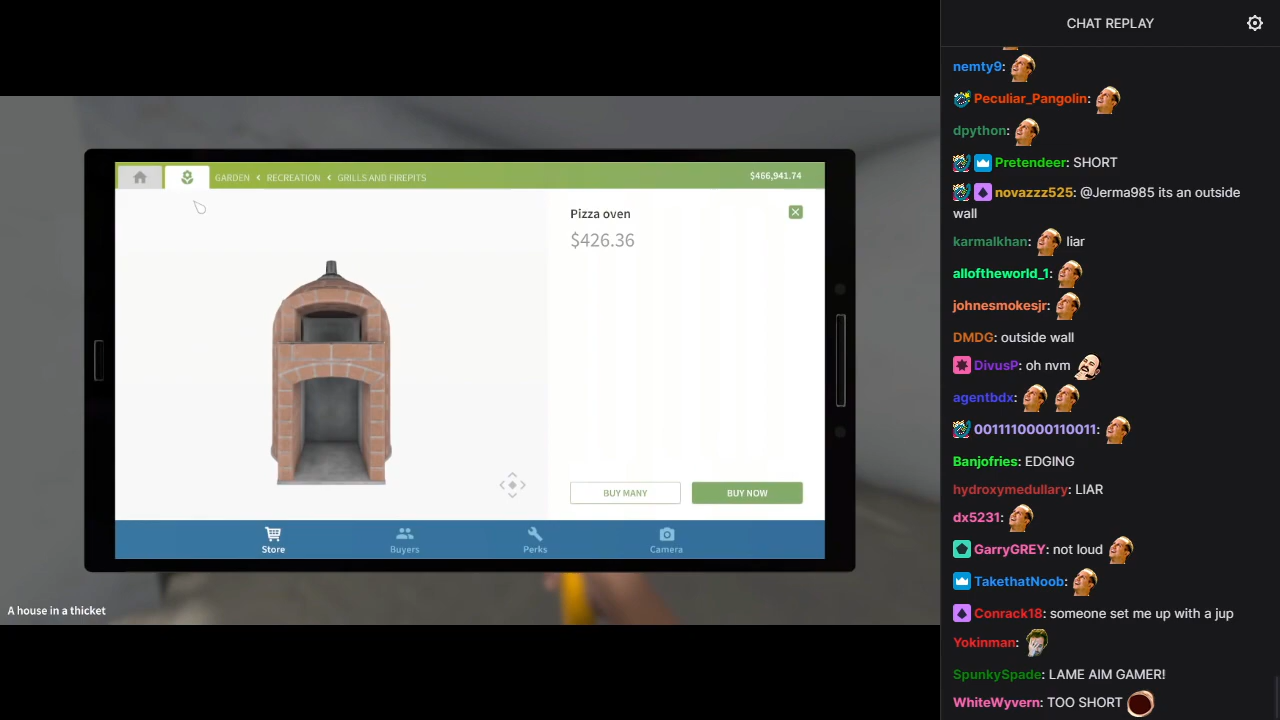 GARDEN < RECREATION < GRILLS AND FIREPITS
$466,941.74
Pizza oven
$426.36
BUY MANY
BUY NOW
Store
Buyers
Perks
Camera
A house in a thicket
CHAT REPLAY
nemty9:
Peculiar_Pangolin:
dpython:
Pretendeer: SHORT
novazzz525: @Jerma985 its an outside
wall
karmalkhan: liar
alloftheworld_1:
johnesmokesjr:
DMDG: outside wall
DivusP: oh nvm
agentbdx:
0011110000110011:
Banjofries: EDGING
hydroxymedullary: LIAR
dx5231:
GarryGREY: not loud
TakethatNoob:
Conrack18: someone set me up with a jup
Yokinman:
SpunkySpade: LAME AIM GAMER!
WhiteWyvern: TOO SHORT